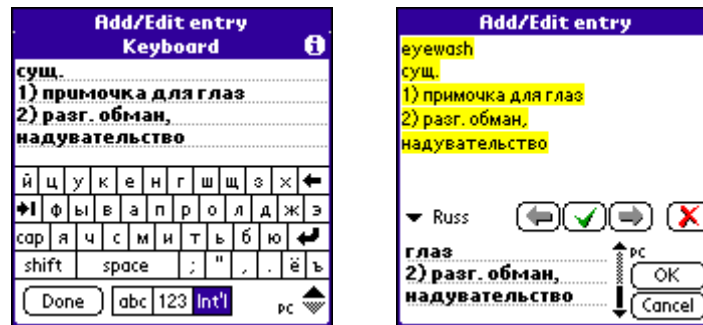 Add/Edit entry
Keyboard
сущ.
1) примочка для глаз
2) разг. обман,
надувательство
й ц у к е н г ш щ з х
ф ы в а п р о л д ж э
cap я ч с м и т ь б ю
shift space ; " , . ё ъ
Done abc 123 Int'l PC
Add/Edit entry
eyewash
сущ.
1) примочка для глаз
2) разг. обман,
надувательство
Russ
глаз
2) разг. обман,
надувательство
PC
OK
Cancel